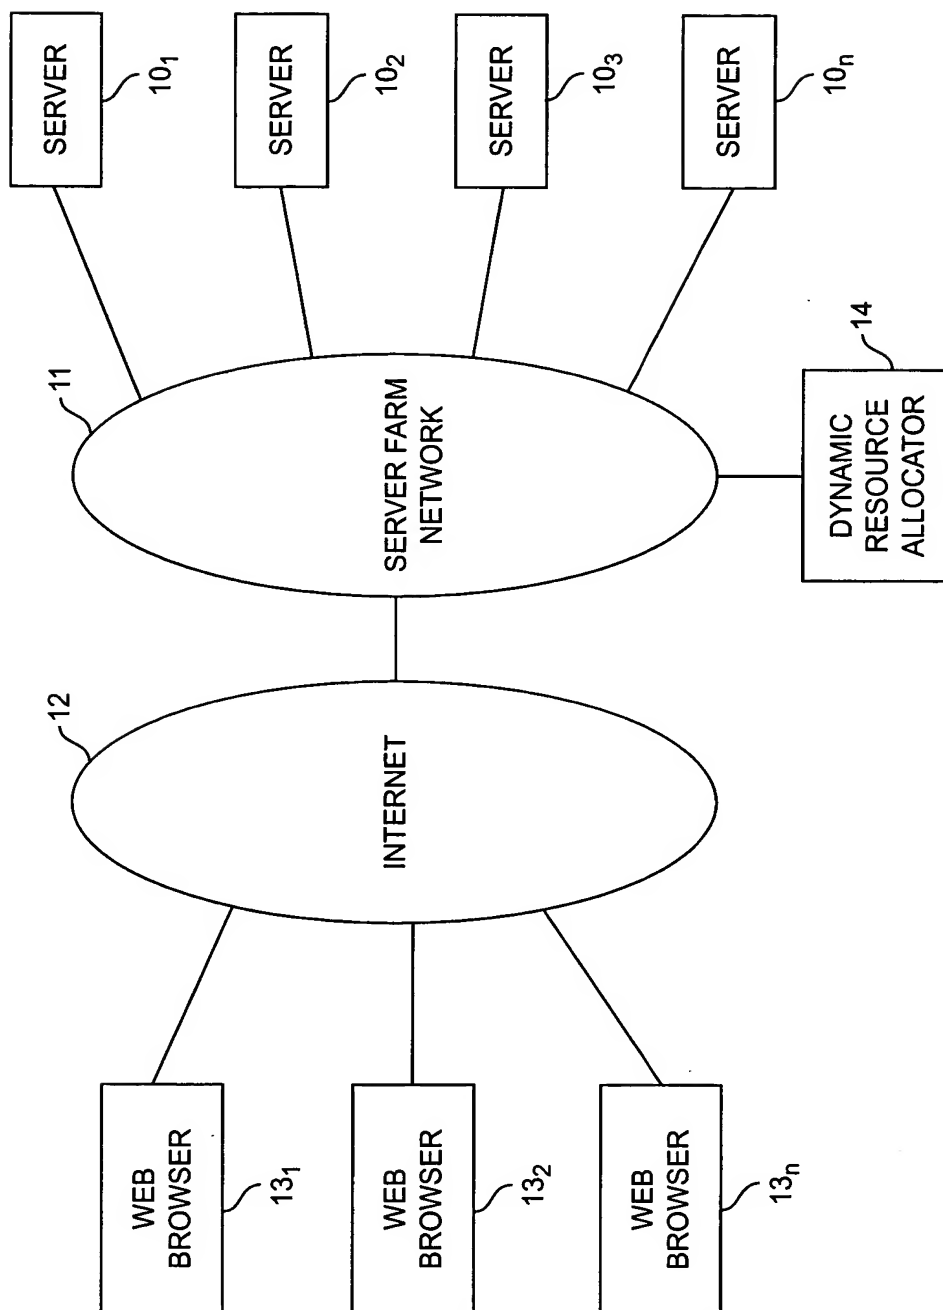 WEB
BROWSER
13₁
WEB
BROWSER
13₂
WEB
BROWSER
13ₙ
12
INTERNET
11
SERVER FARM
NETWORK
SERVER
10₁
SERVER
10₂
SERVER
10₃
SERVER
10ₙ
14
DYNAMIC
RESOURCE
ALLOCATOR